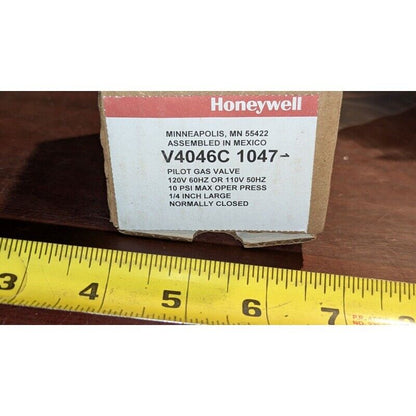 Honeywell
MINNEAPOLIS, MN 55422
ASSEMBLED IN MEXICO
V4046C 1047
PILOT GAS VALVE
120V 60HZ OR 110V 50HZ
10 PSI MAX OPER PRESS
1/4 INCH LARGE
NORMALLY CLOSED
3 4 5 6 7 8